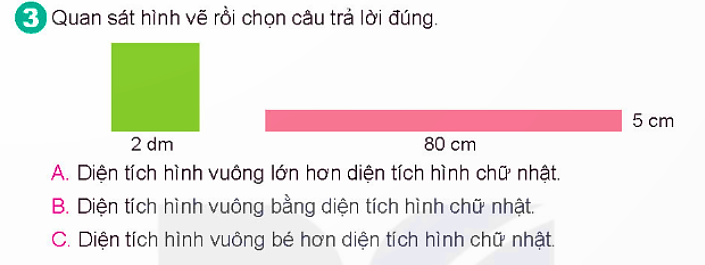 3 Quan sát hình vẽ rồi chọn câu trả lời đúng.
5 cm
2 dm 80 cm
A. Diện tích hình vuông lớn hơn diện tích hình chữ nhật.
B. Diện tích hình vuông bằng diện tích hình chữ nhật.
C. Diện tích hình vuông bé hơn diện tích hình chữ nhật.